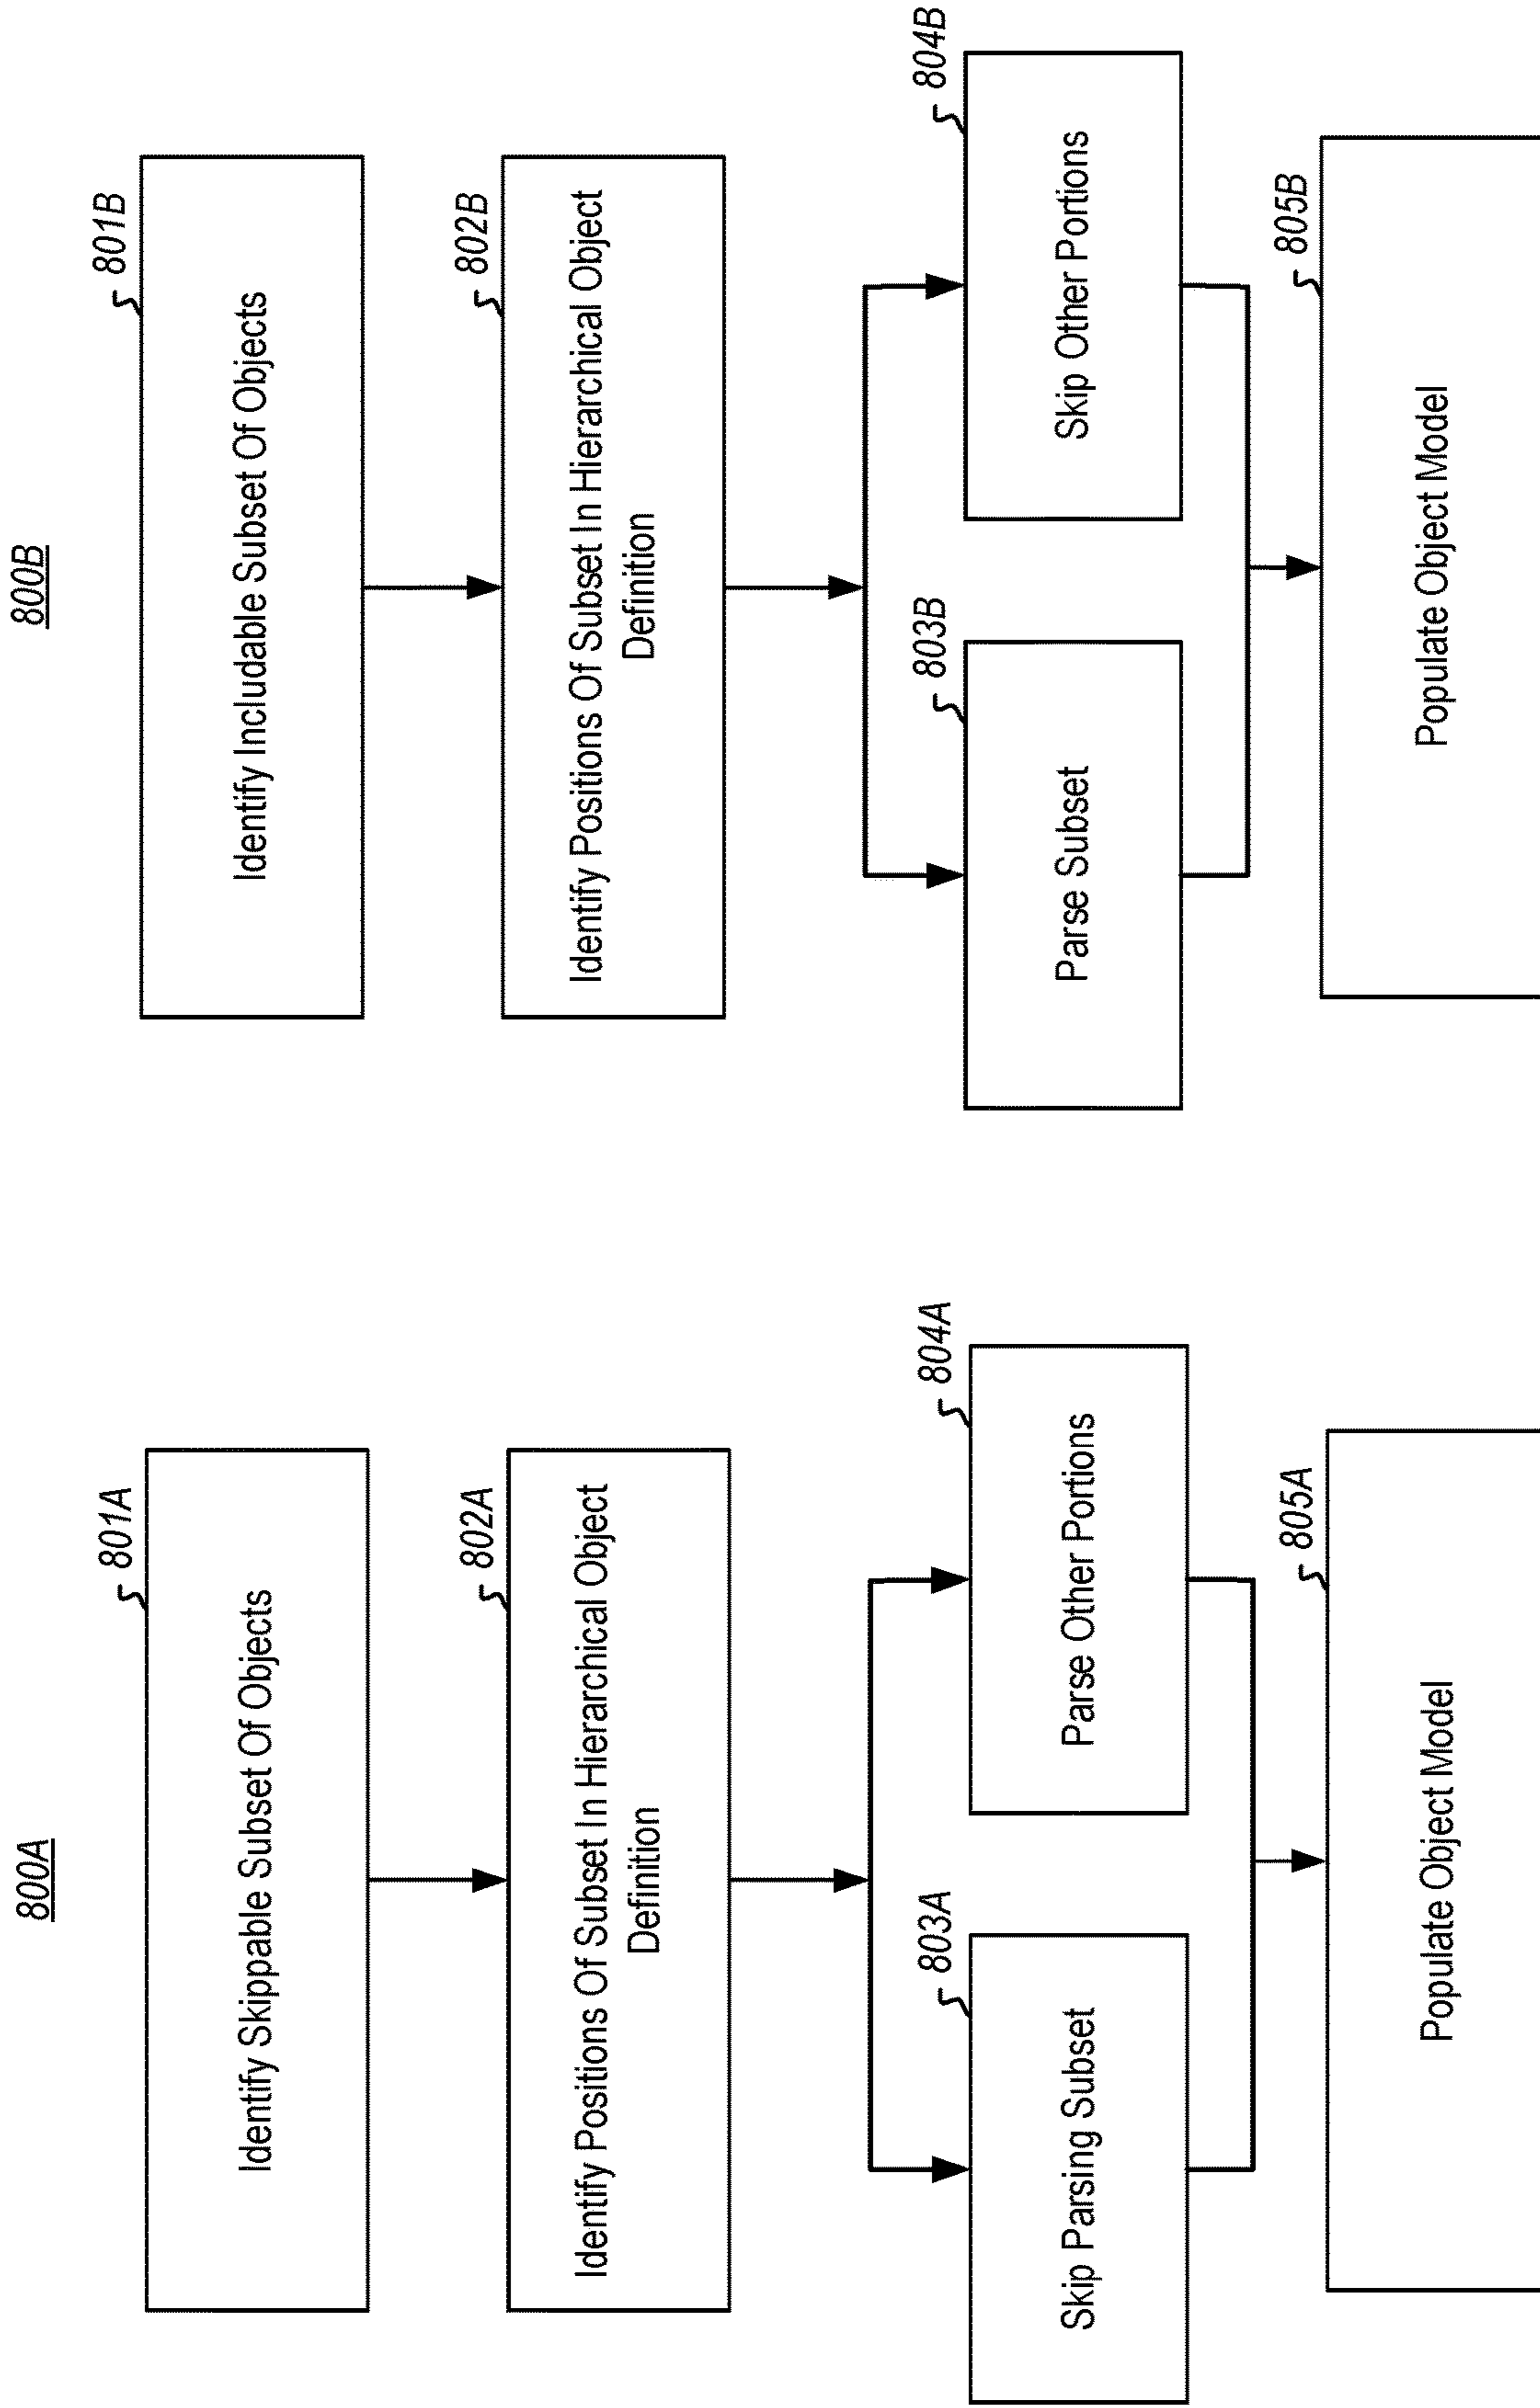 800A
801A
Identify Skippable Subset Of Objects
802A
Identify Positions Of Subset In Hierarchical Object
Definition
803A
Skip Parsing Subset
804A
Parse Other Portions
805A
Populate Object Model
800B
801B
Identify Includable Subset Of Objects
802B
Identify Positions Of Subset In Hierarchical Object
Definition
803B
Parse Subset
804B
Skip Other Portions
805B
Populate Object Model